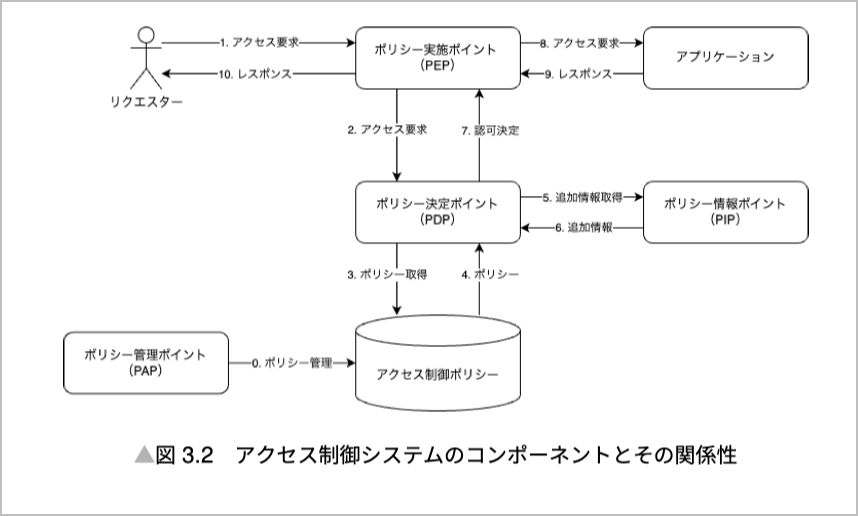 1. アクセス要求
10. レスポンス
リクエスター
ポリシー実施ポイント
（PEP）
8. アクセス要求
9. レスポンス
アプリケーション
2. アクセス要求
7. 認可決定
ポリシー決定ポイント
（PDP）
5. 追加情報取得
6. 追加情報
ポリシー情報ポイント
（PIP）
3. ポリシー取得
4. ポリシー
ポリシー管理ポイント
（PAP）
0. ポリシー管理
アクセス制御ポリシー
▲図 3.2　アクセス制御システムのコンポーネントとその関係性